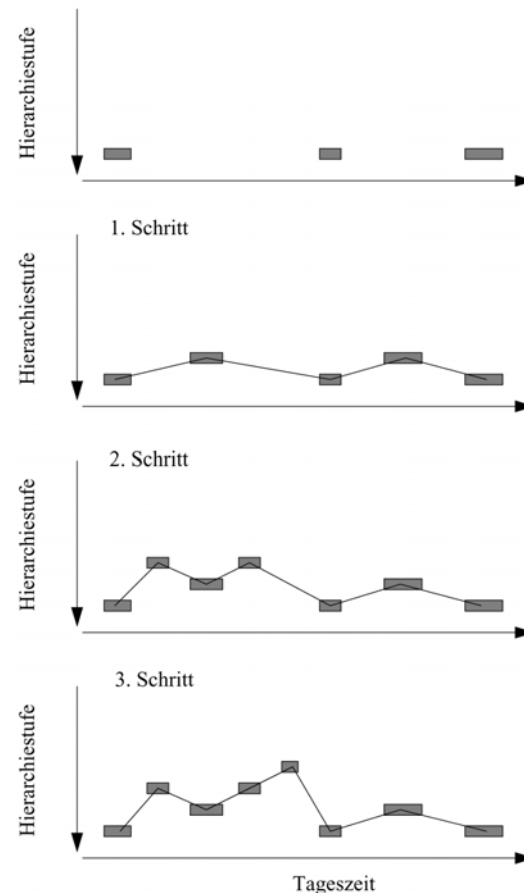 Hierarchiestufe
1. Schritt
Hierarchiestufe
2. Schritt
Hierarchiestufe
3. Schritt
Hierarchiestufe
Tageszeit